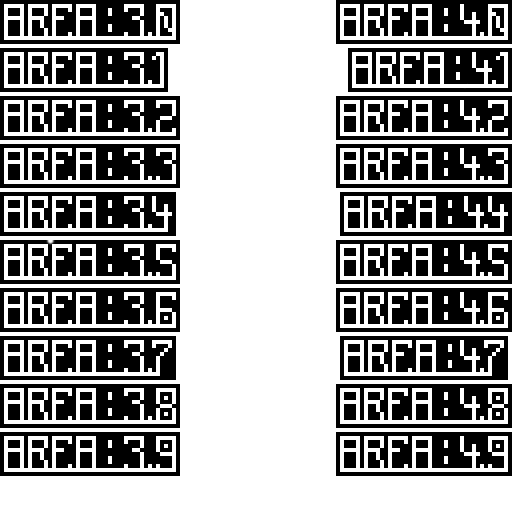 AREA:3.0 AREA:4.0
AREA:3.1 AREA:4.1
AREA:3.2 AREA:4.2
AREA:3.3 AREA:4.3
AREA:3.4 AREA:4.4
AREA:3.5 AREA:4.5
AREA:3.6 AREA:4.6
AREA:3.7 AREA:4.7
AREA:3.8 AREA:4.8
AREA:3.9 AREA:4.9